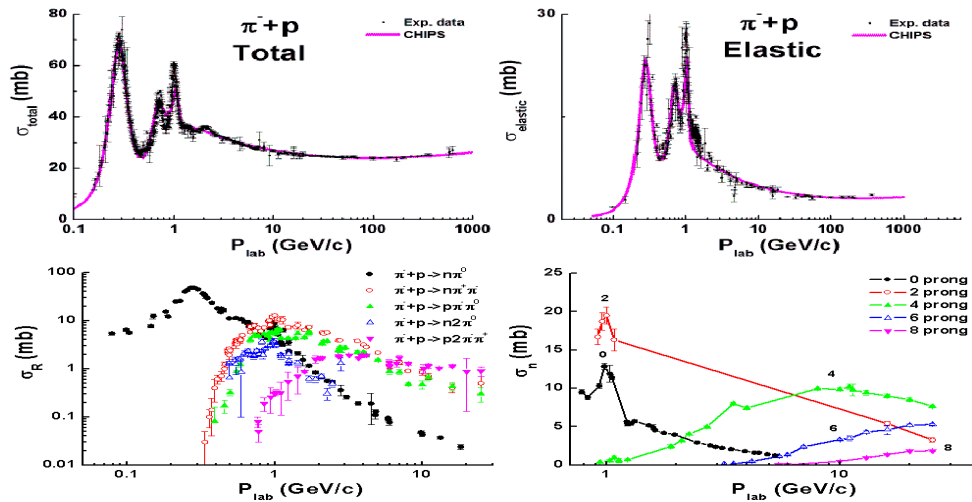 π⁻+p
Total
Exp. data
CHIPS
σtotal (mb)
80
60
40
20
0
0.1
1
10
100
1000
Plab (GeV/c)
π⁻+p
Elastic
Exp. data
CHIPS
σelastic (mb)
30
15
0
0.1
1
10
100
1000
Plab (GeV/c)
π⁻+p->nπ⁰
π⁻+p->nπ⁺π⁻
π⁻+p->pπ⁻π⁰
π⁻+p->n2π⁰
π⁻+p->p2π⁻π⁺
σR (mb)
100
10
1
0.1
0.01
0.1
1
10
Plab (GeV/c)
0 prong
2 prong
4 prong
6 prong
8 prong
σn (mb)
25
20
15
10
5
0
2
0
4
6
8
1
10
Plab (GeV/c)